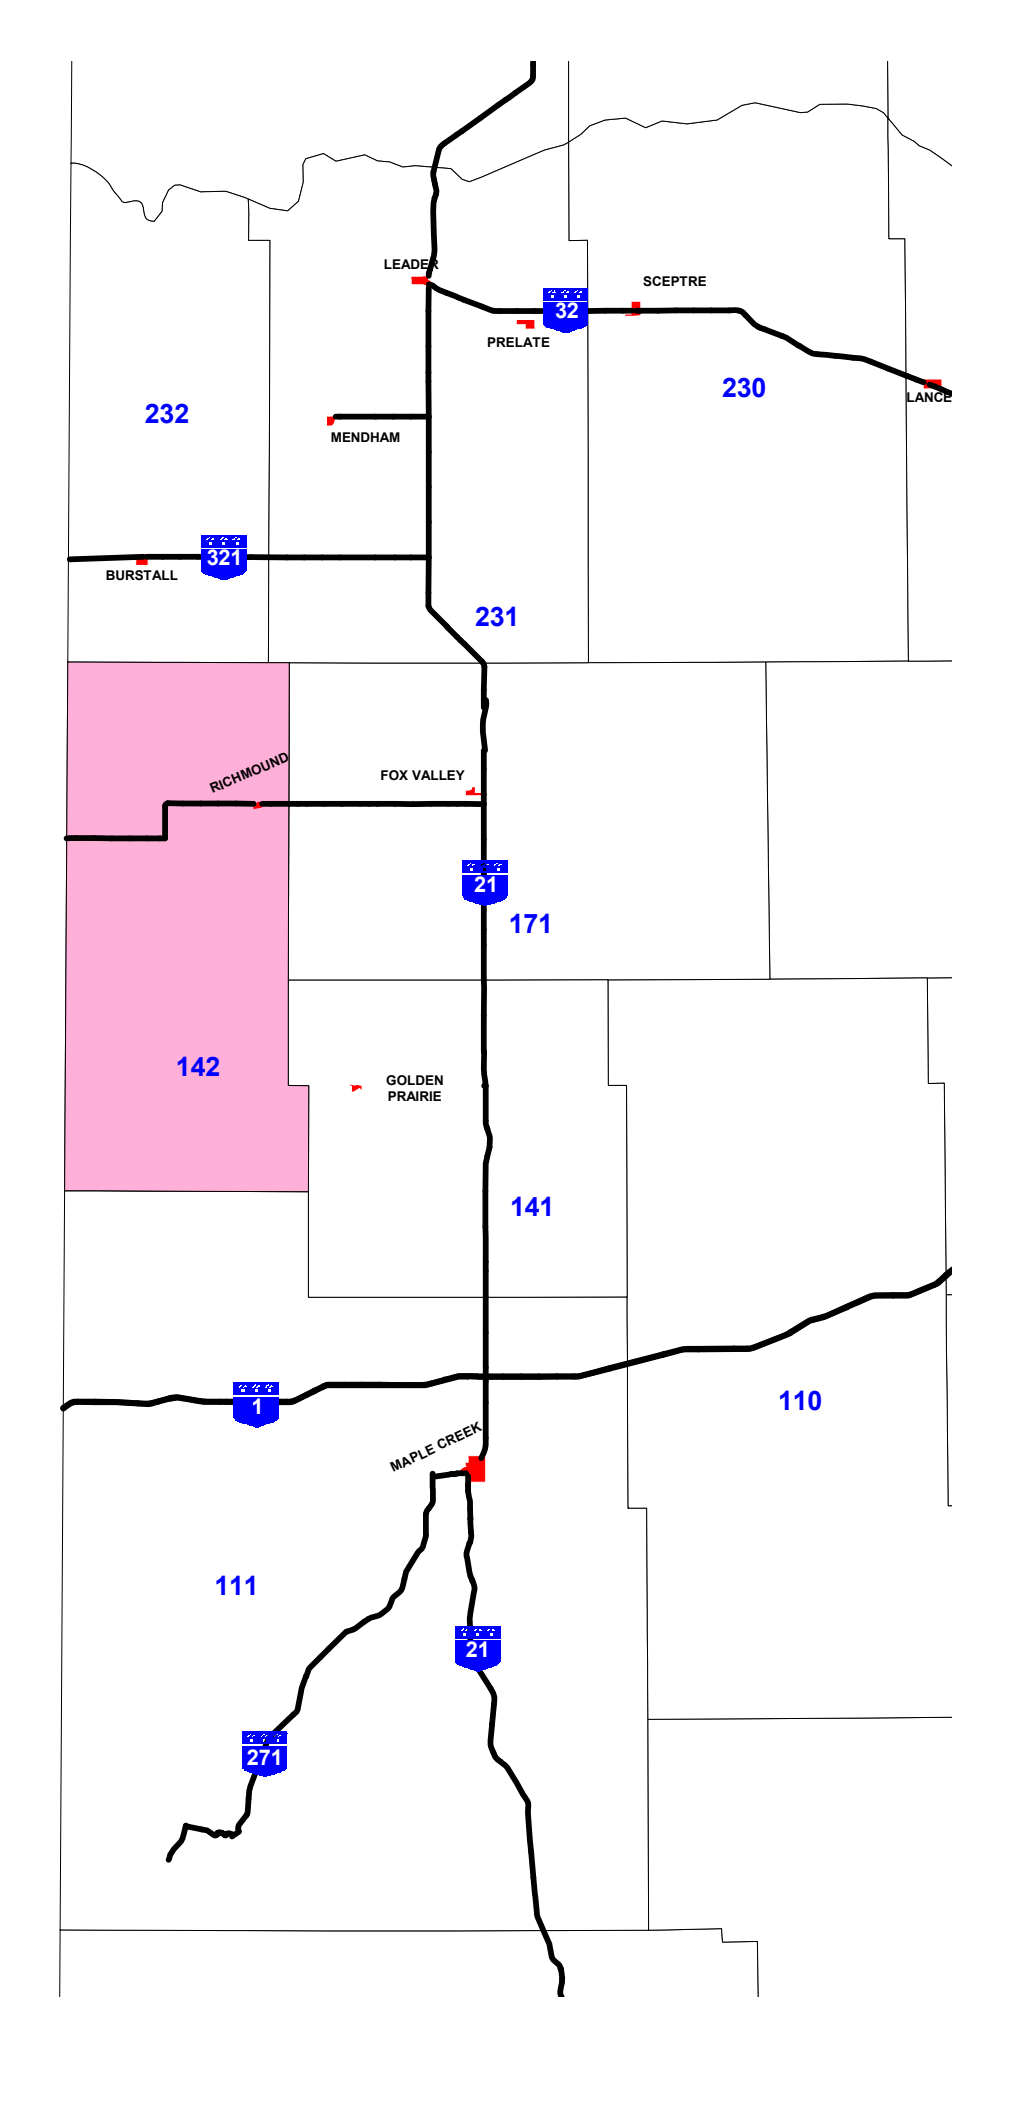 LEADER
SCEPTRE
32
PRELATE
230
LANCE
232
MENDHAM
321
BURSTALL
231
RICHMOUND
FOX VALLEY
21
171
142
GOLDEN
PRAIRIE
141
1
110
MAPLE CREEK
111
21
271